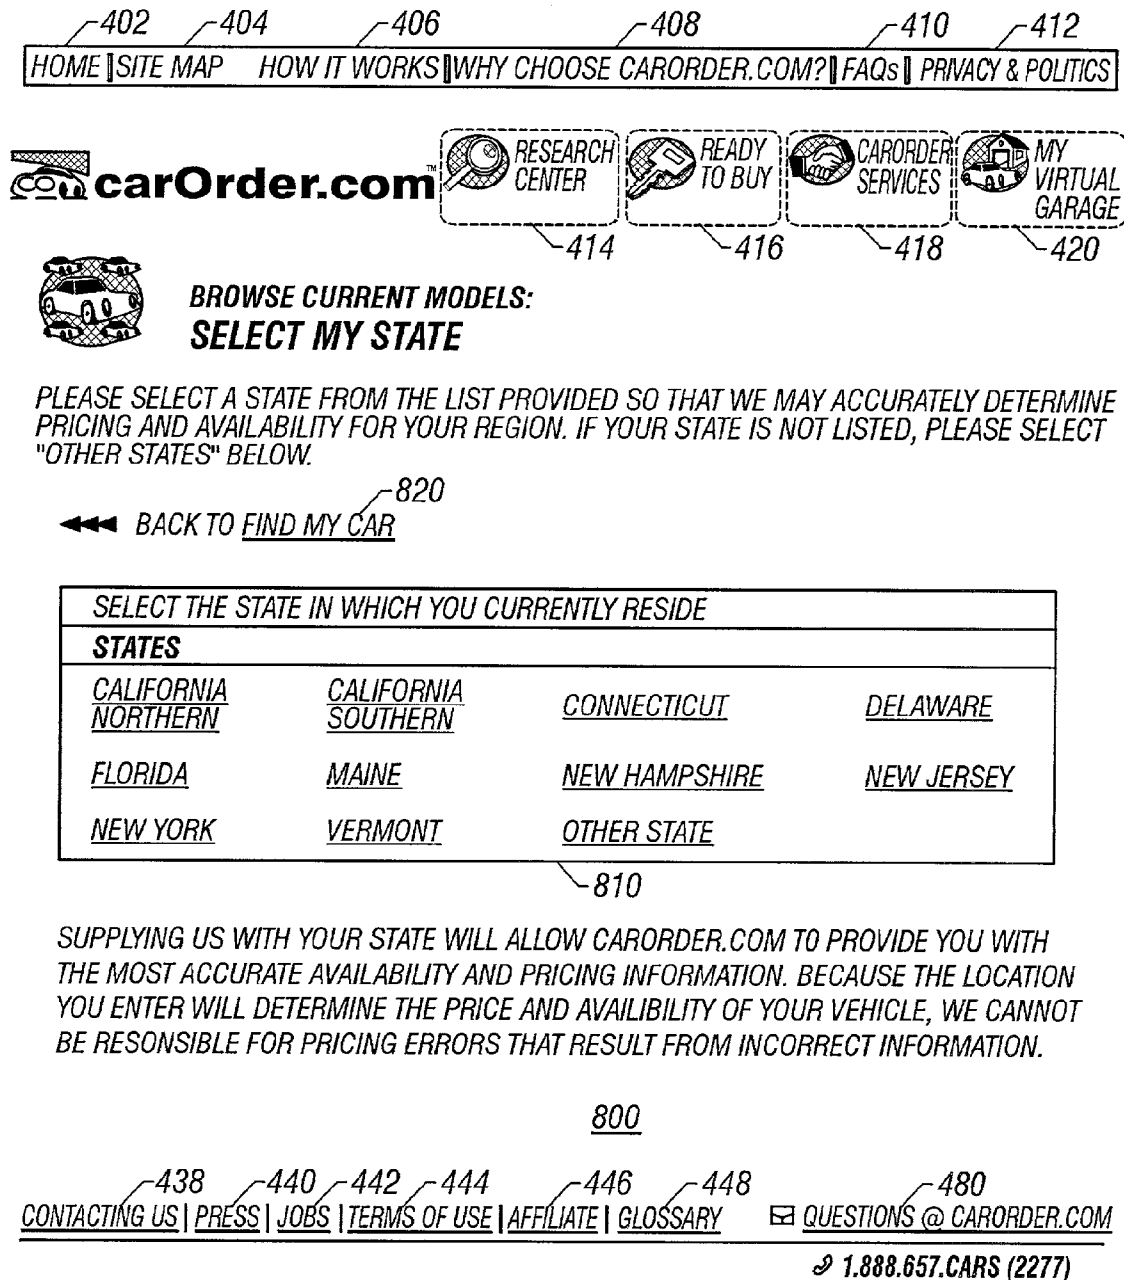 402 404 406 408 410 412
HOME SITE MAP HOW IT WORKS WHY CHOOSE CARORDER.COM? FAQs PRIVACY & POLITICS
carOrder.com™
RESEARCH
CENTER
READY
TO BUY
CARORDER
SERVICES
MY
VIRTUAL
GARAGE
414 416 418 420
BROWSE CURRENT MODELS:
SELECT MY STATE
PLEASE SELECT A STATE FROM THE LIST PROVIDED SO THAT WE MAY ACCURATELY DETERMINE
PRICING AND AVAILABILITY FOR YOUR REGION. IF YOUR STATE IS NOT LISTED, PLEASE SELECT
"OTHER STATES" BELOW.
820
BACK TO FIND MY CAR
SELECT THE STATE IN WHICH YOU CURRENTLY RESIDE
STATES
CALIFORNIA
NORTHERN
CALIFORNIA
SOUTHERN
CONNECTICUT
DELAWARE
FLORIDA MAINE NEW HAMPSHIRE NEW JERSEY
NEW YORK VERMONT OTHER STATE
810
SUPPLYING US WITH YOUR STATE WILL ALLOW CARORDER.COM TO PROVIDE YOU WITH
THE MOST ACCURATE AVAILABILITY AND PRICING INFORMATION. BECAUSE THE LOCATION
YOU ENTER WILL DETERMINE THE PRICE AND AVAILIBILITY OF YOUR VEHICLE, WE CANNOT
BE RESONSIBLE FOR PRICING ERRORS THAT RESULT FROM INCORRECT INFORMATION.
800
438 440 442 444 446 448 480
CONTACTING US | PRESS | JOBS | TERMS OF USE | AFFILIATE | GLOSSARY QUESTIONS @ CARORDER.COM
1.888.657.CARS (2277)